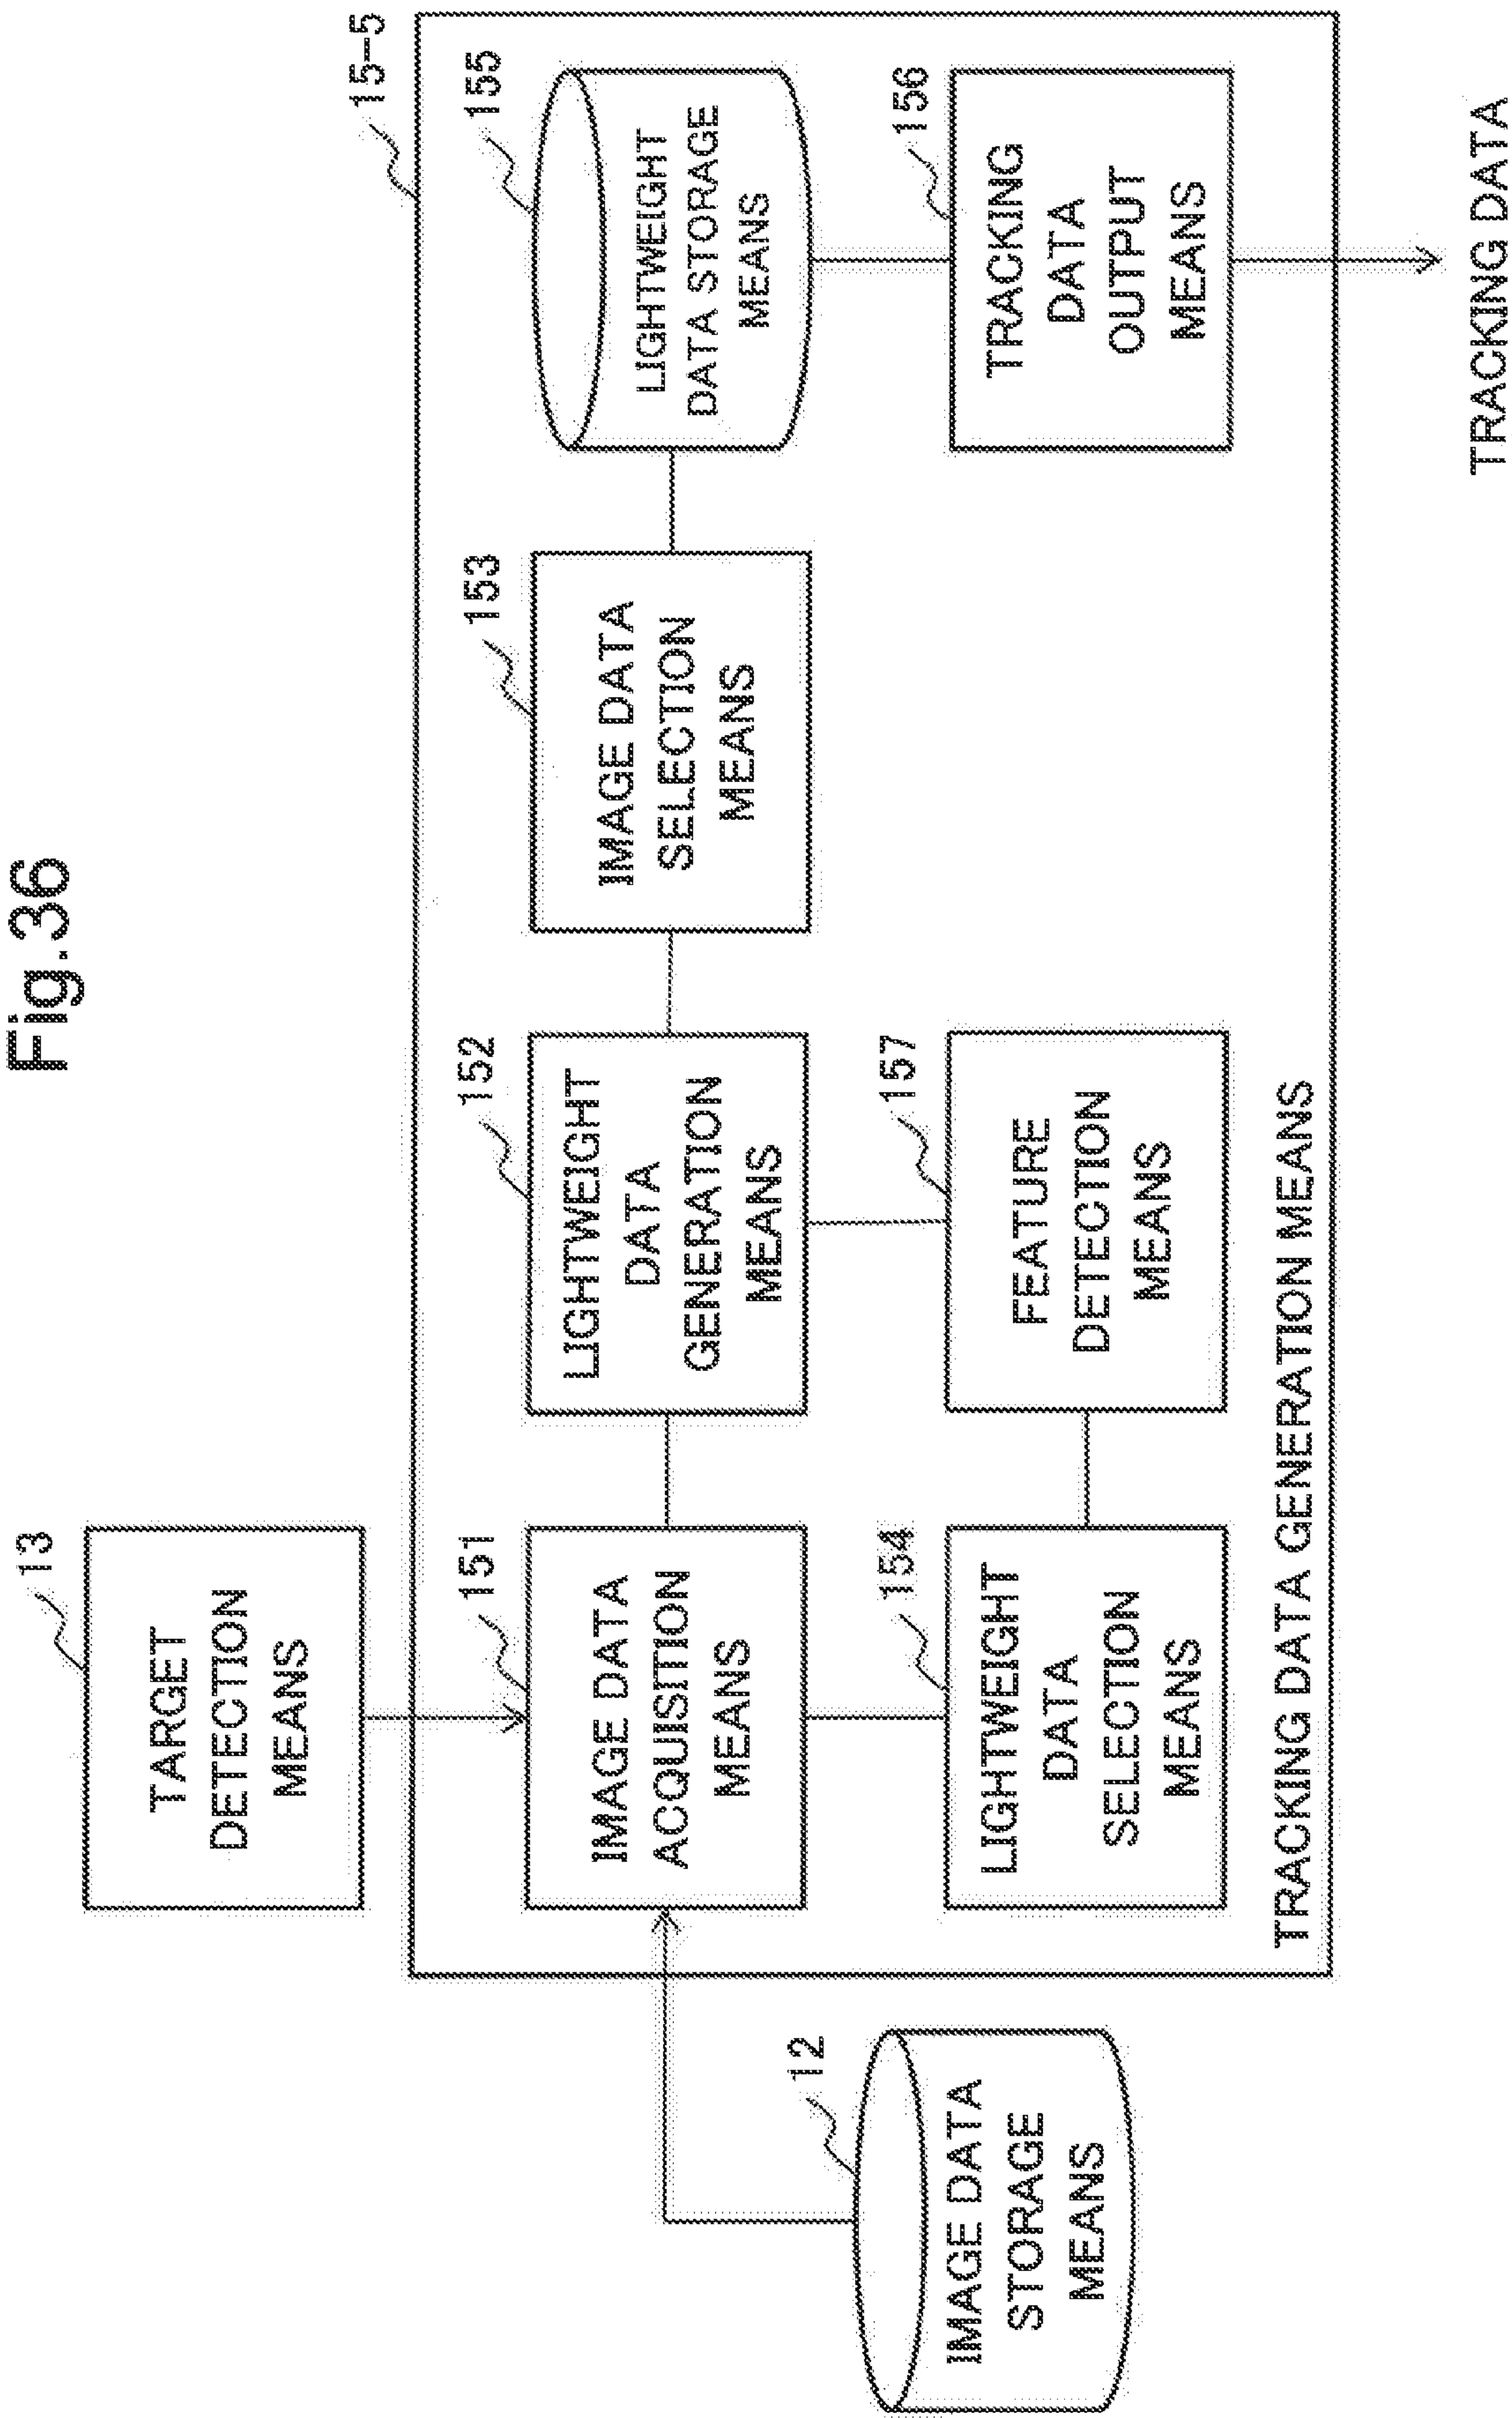 Fig.36
13
TARGET
DETECTION
MEANS
15-5
151
IMAGE DATA
ACQUISITION
MEANS
152
LIGHTWEIGHT
DATA
GENERATION
MEANS
153
IMAGE DATA
SELECTION
MEANS
155
LIGHTWEIGHT
DATA STORAGE
MEANS
12
IMAGE DATA
STORAGE
MEANS
154
LIGHTWEIGHT
DATA
SELECTION
MEANS
157
FEATURE
DETECTION
MEANS
156
TRACKING
DATA
OUTPUT
MEANS
TRACKING DATA GENERATION MEANS
TRACKING DATA